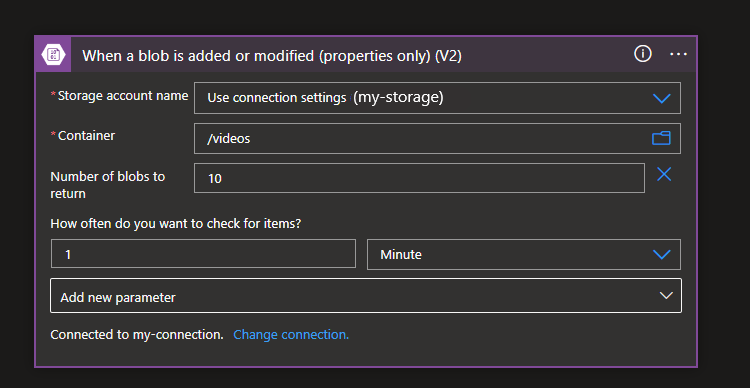 When a blob is added or modified (properties only) (V2)
* Storage account name
Use connection settings (my-storage)
* Container
/videos
Number of blobs to
return
10
How often do you want to check for items?
1
Minute
Add new parameter
Connected to my-connection. Change connection.